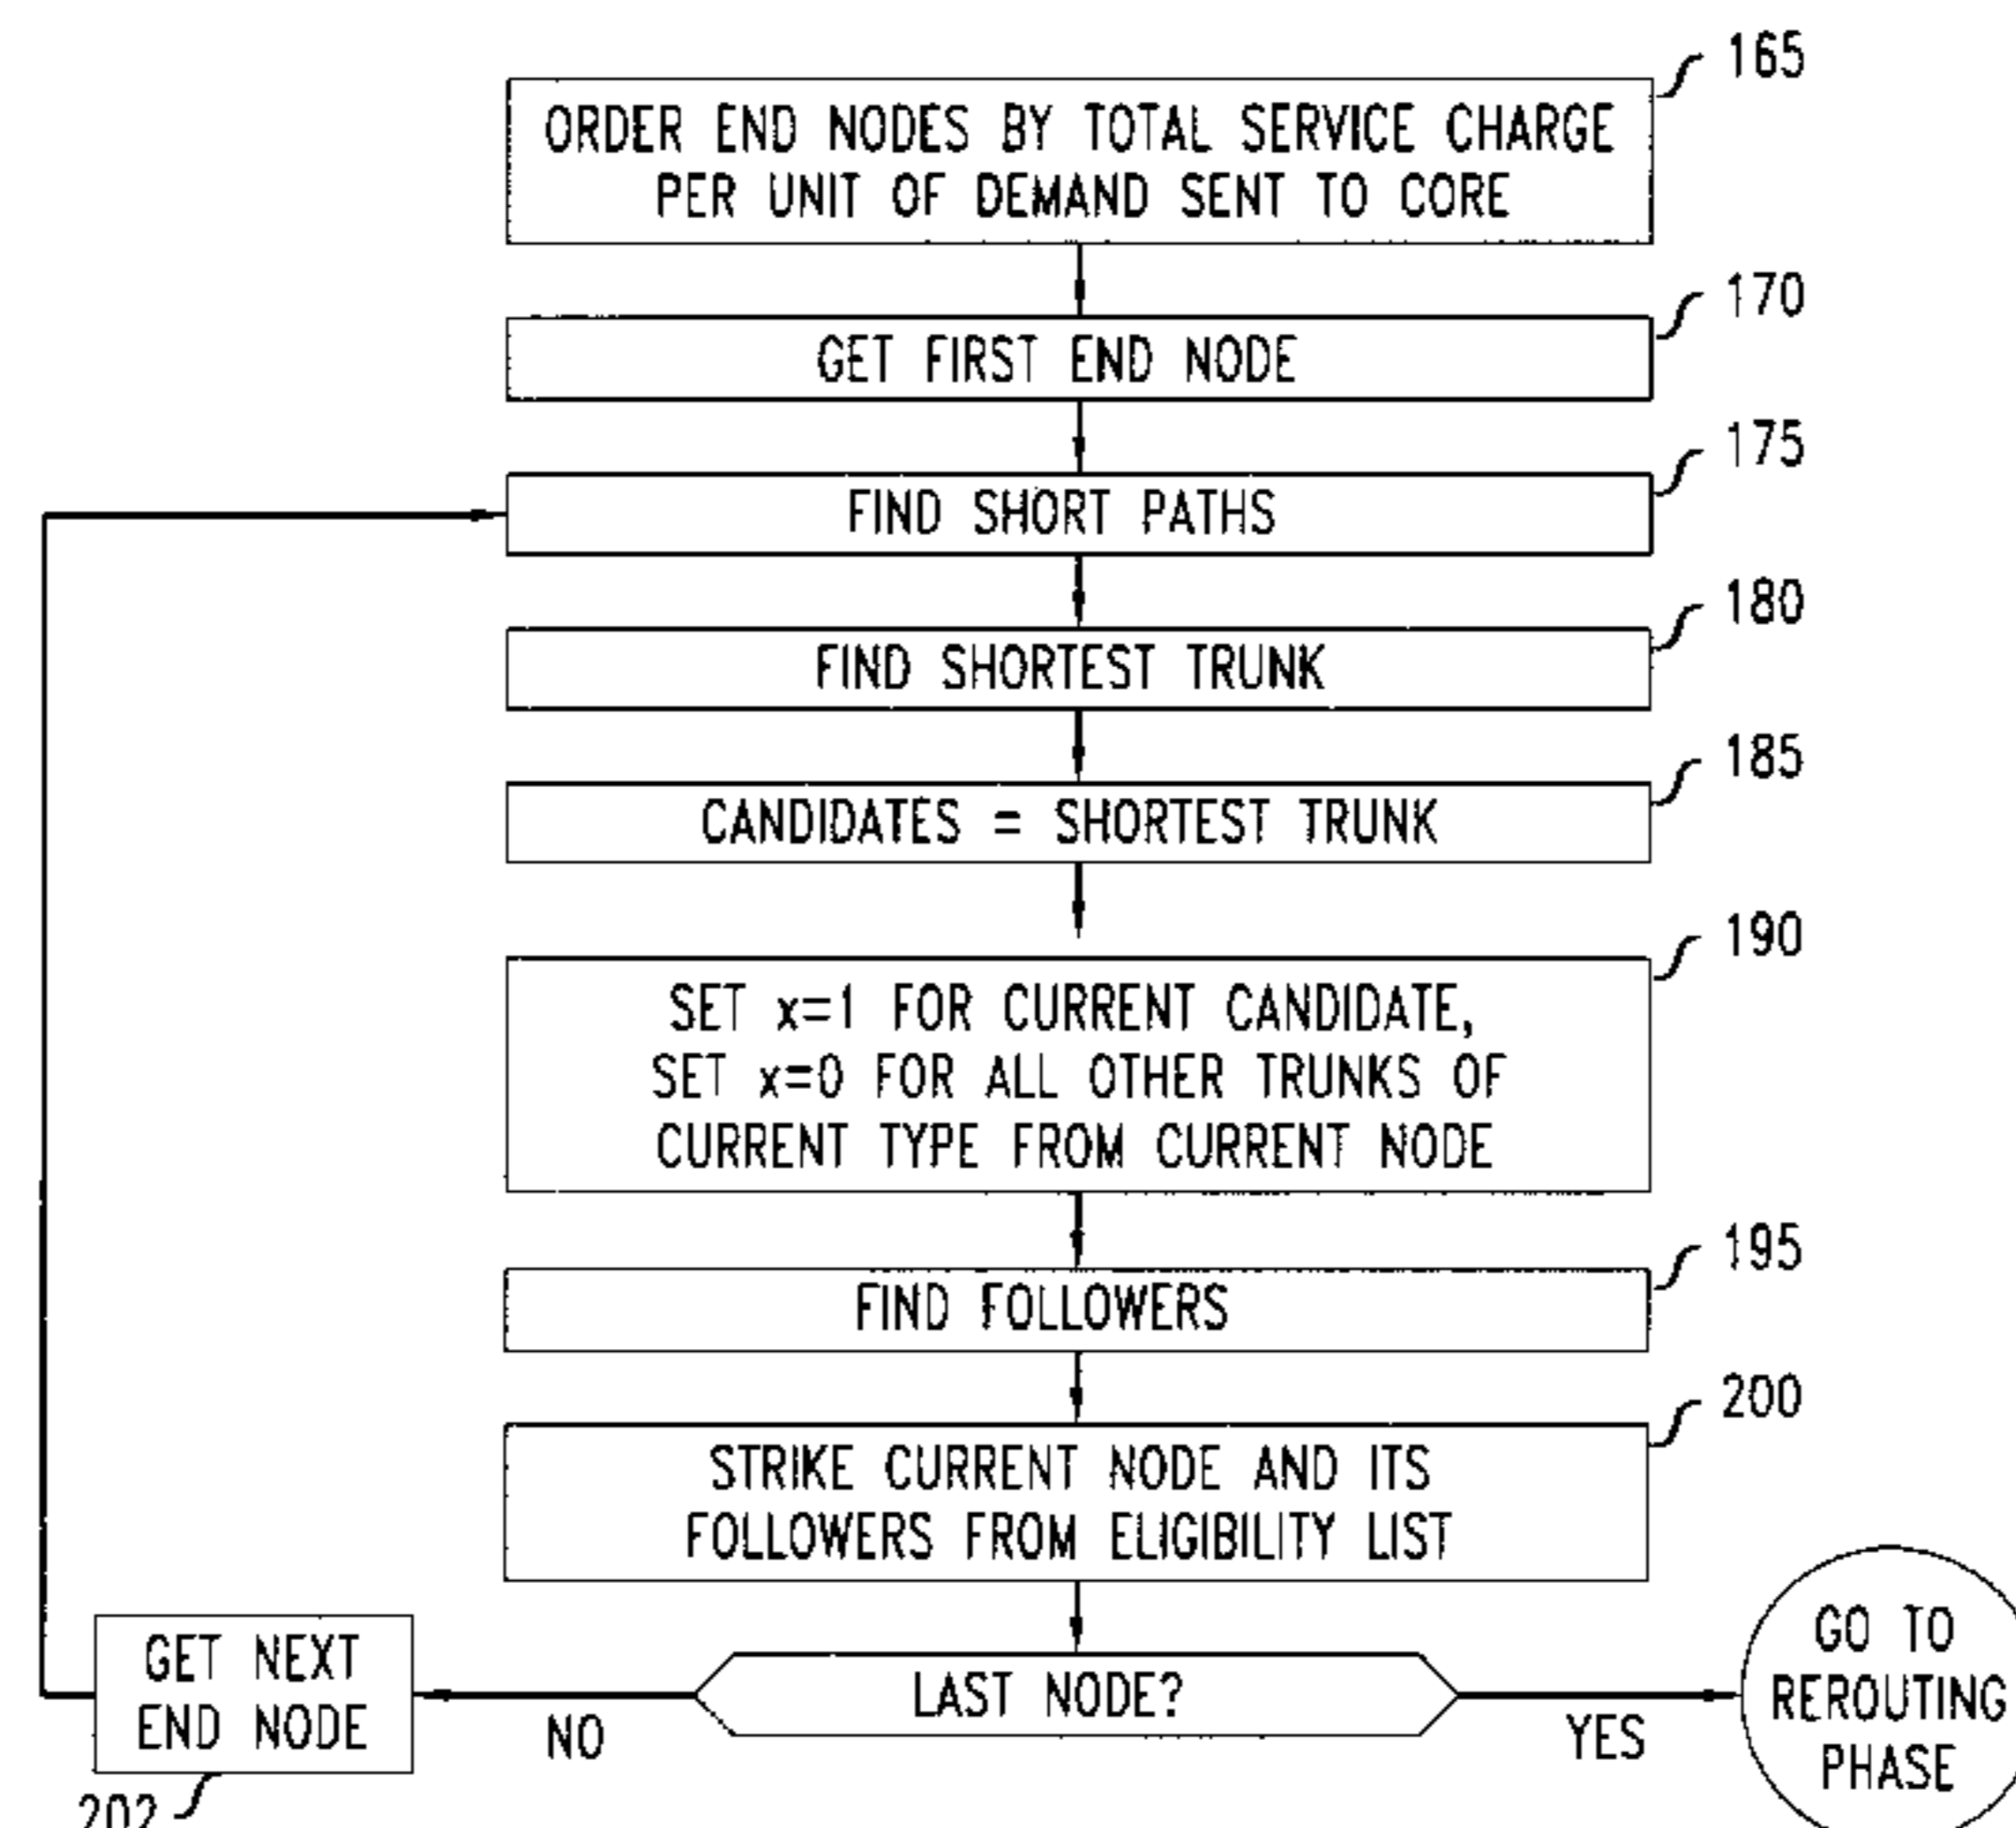 165
ORDER END NODES BY TOTAL SERVICE CHARGE
PER UNIT OF DEMAND SENT TO CORE
170
GET FIRST END NODE
175
FIND SHORT PATHS
180
FIND SHORTEST TRUNK
185
CANDIDATES = SHORTEST TRUNK
190
SET x=1 FOR CURRENT CANDIDATE,
SET x=0 FOR ALL OTHER TRUNKS OF
CURRENT TYPE FROM CURRENT NODE
195
FIND FOLLOWERS
200
STRIKE CURRENT NODE AND ITS
FOLLOWERS FROM ELIGIBILITY LIST
LAST NODE?
NO
YES
GET NEXT
END NODE
202
GO TO
REROUTING
PHASE